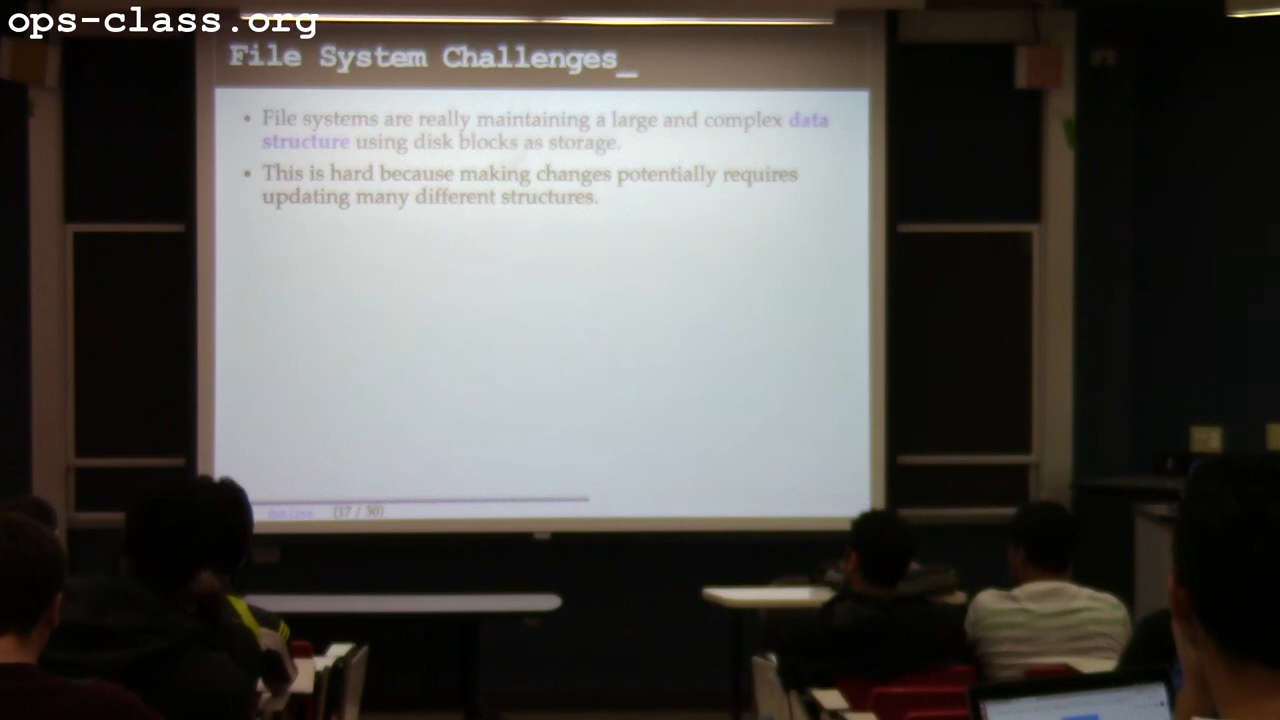 ops-class.org
File System Challenges_
• File systems are really maintaining a large and complex data
structure using disk blocks as storage.
• This is hard because making changes potentially requires
updating many different structures.
(17 / 30)